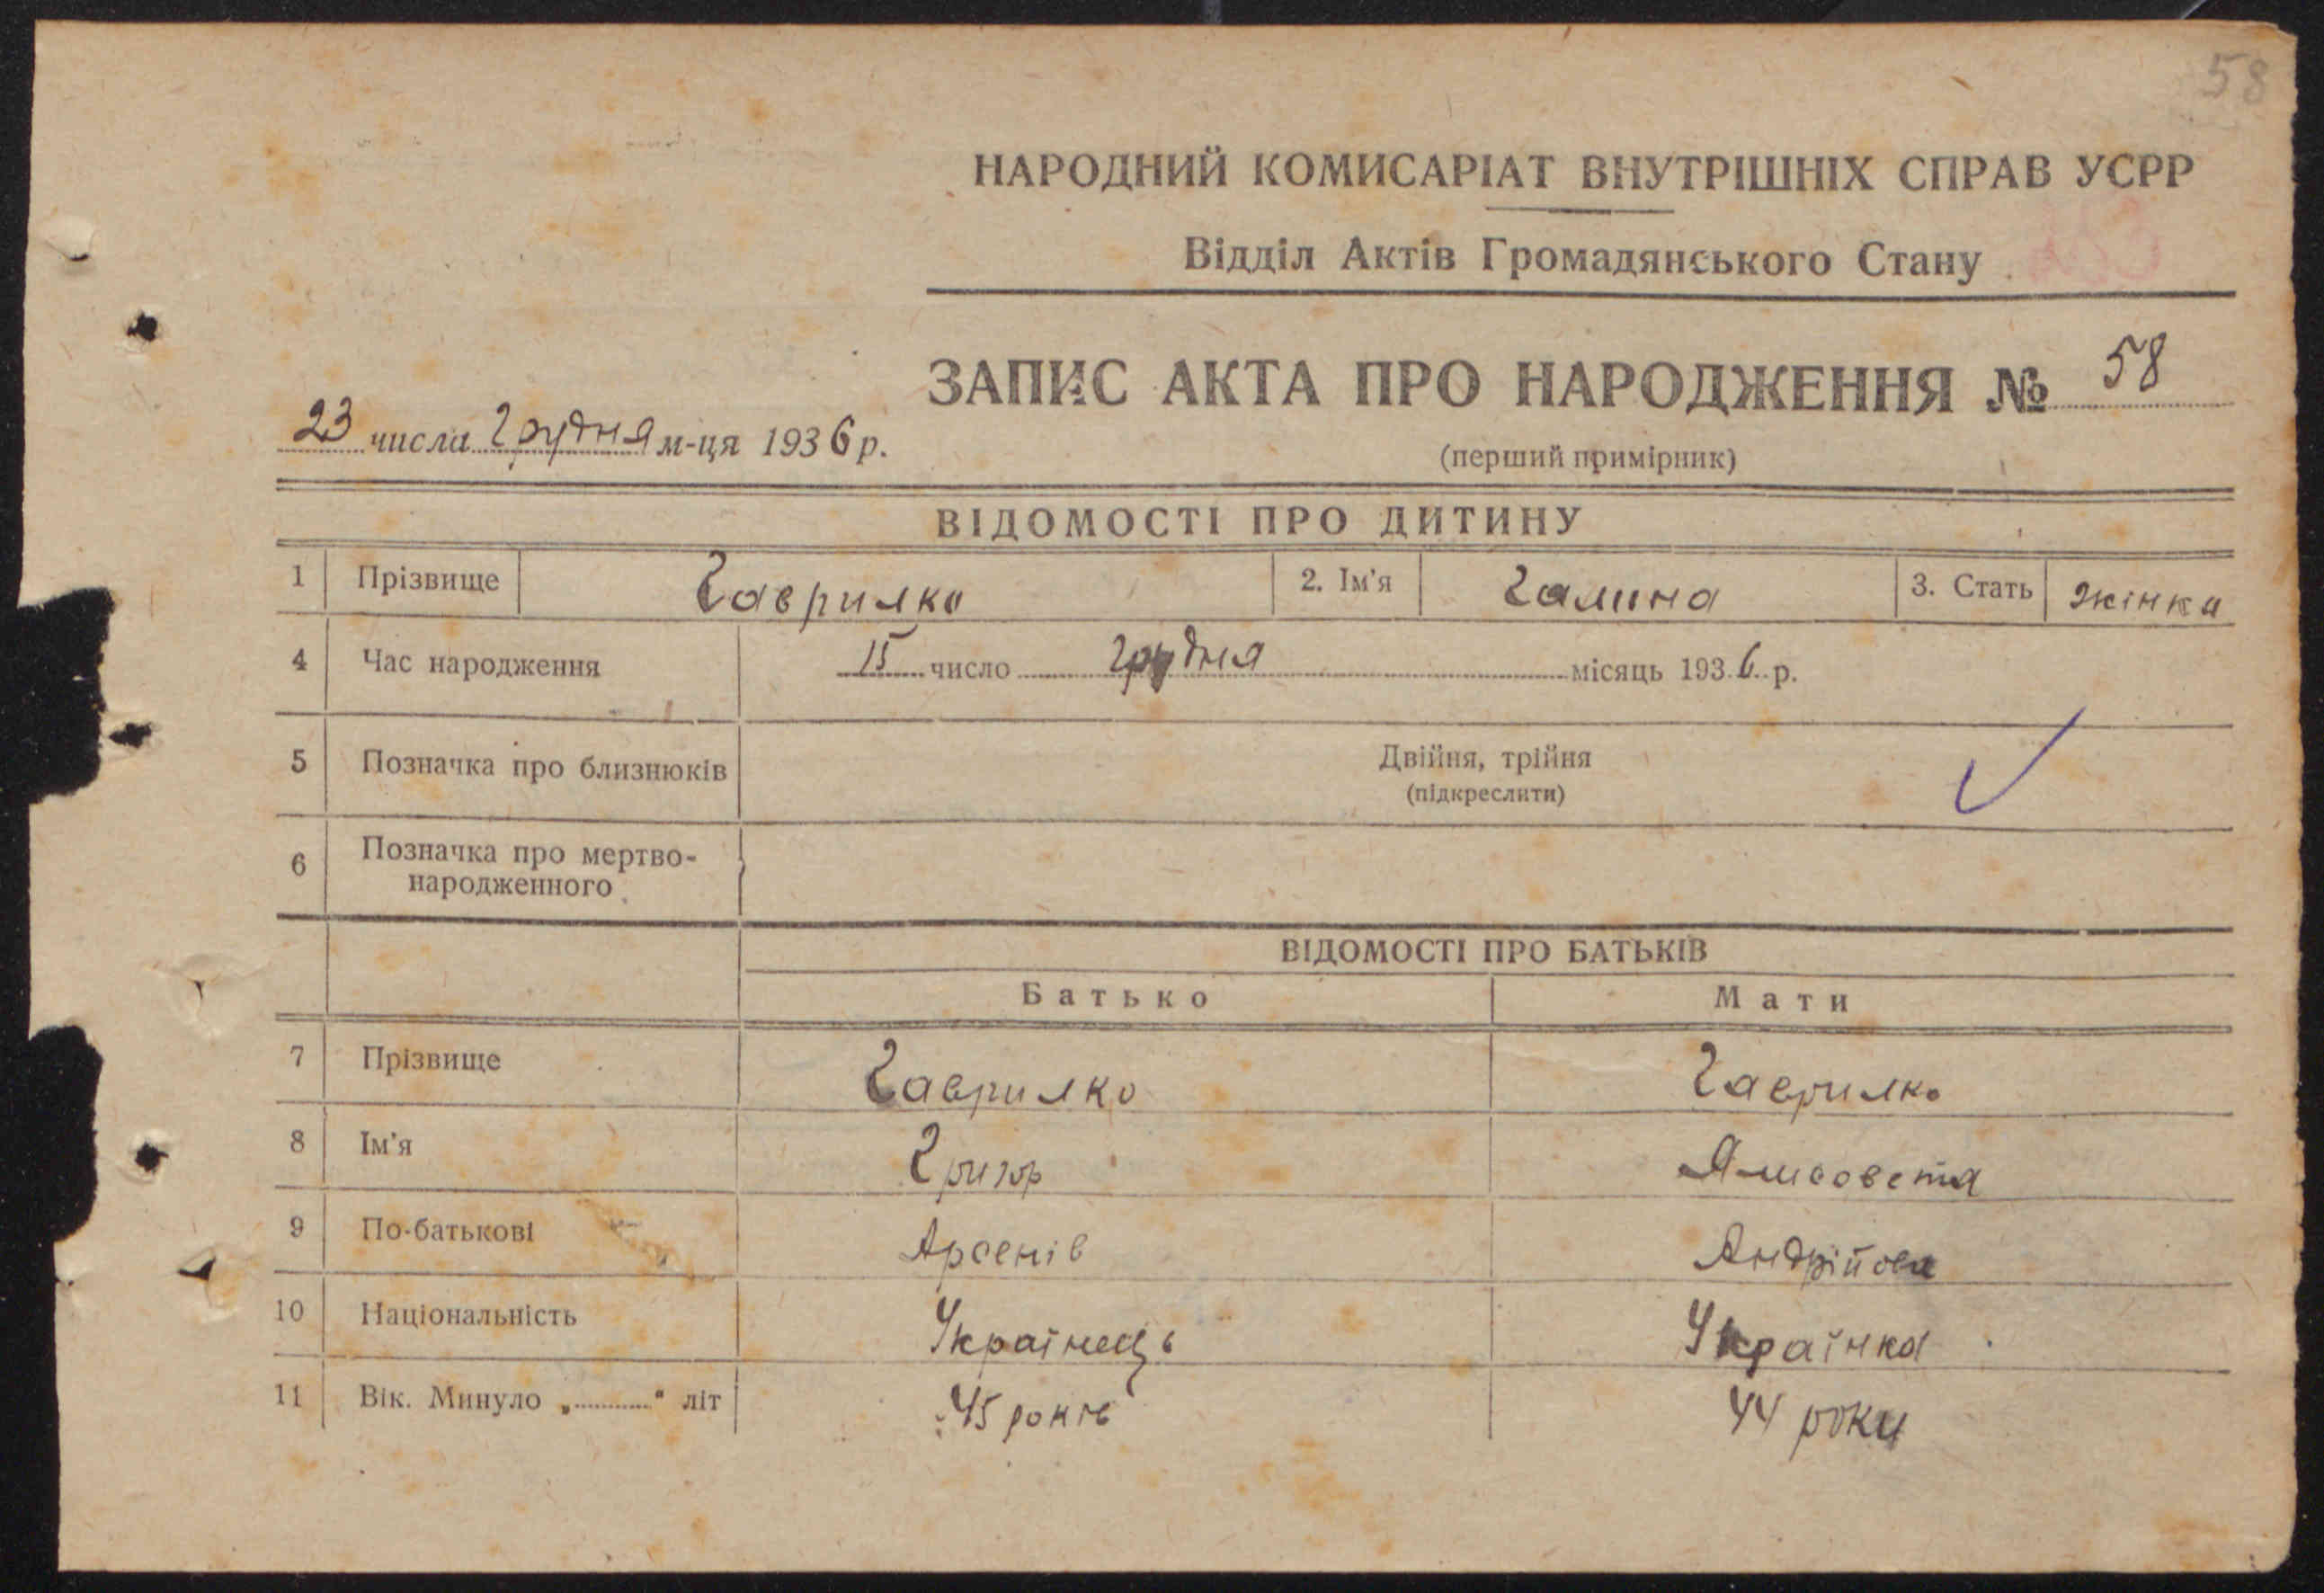 58
НАРОДНИЙ КОМИСАРІАТ ВНУТРІШНІХ СПРАВ УСРР
Відділ Актів Громадянського Стану
ЗАПИС АКТА ПРО НАРОДЖЕННЯ № 58
23 числа грудня м-ця 1936 р.
(перший примірник)
ВІДОМОСТІ ПРО ДИТИНУ
1 Прізвище Гаврилко 2. Ім'я Галина 3. Стать жінка
4 Час народження 15 число грудня місяць 1936 р.
5 Позначка про близнюків Двійня, трійня
(підкреслити)
6 Позначка про мертво-
народженного
ВІДОМОСТІ ПРО БАТЬКІВ
Батько Мати
7 Прізвище Гаврилко Гаврилко
8 Ім'я Григор Ялисовета
9 По-батькові Арсенів Андрійова
10 Національність Українець Українка
11 Вік. Минуло „ “ літ 45 років 44 роки